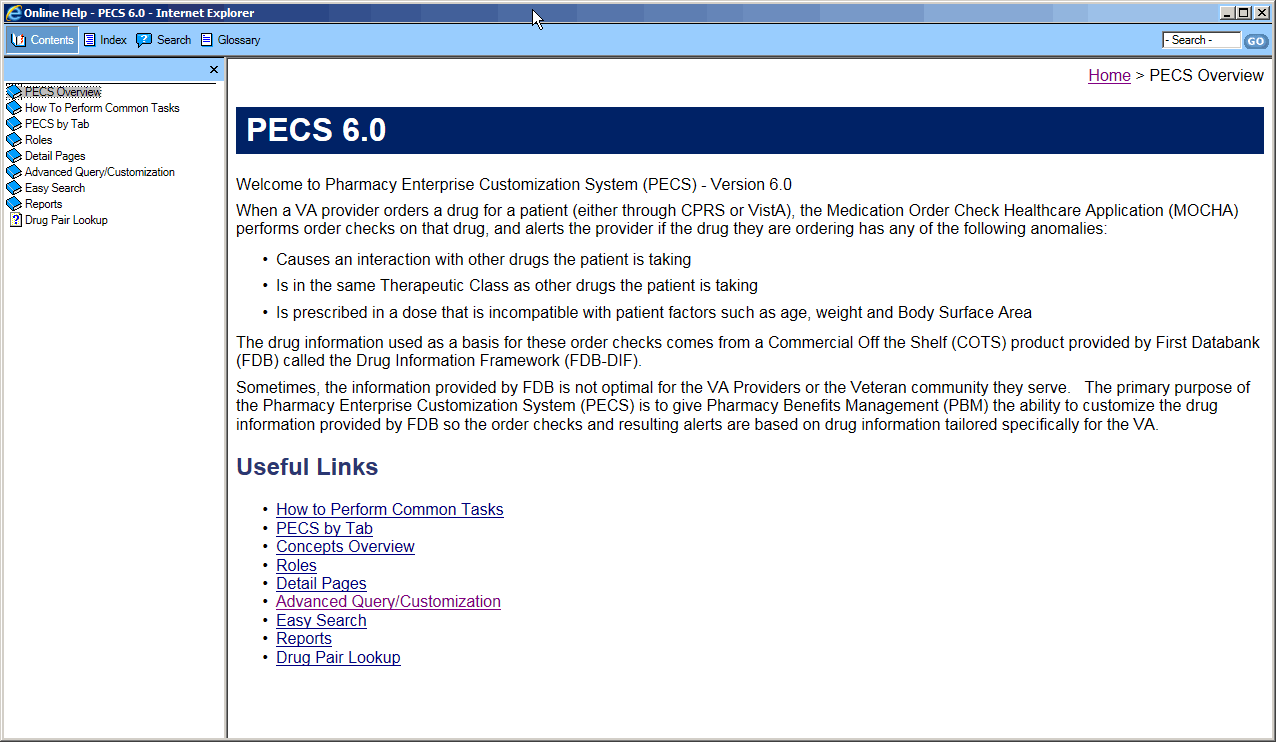 Online Help - PECS 6.0 - Internet Explorer
Contents Index Search Glossary - Search - GO
PECS Overview
How To Perform Common Tasks
PECS by Tab
Roles
Detail Pages
Advanced Query/Customization
Easy Search
Reports
Drug Pair Lookup
Home > PECS Overview
PECS 6.0
Welcome to Pharmacy Enterprise Customization System (PECS) - Version 6.0
When a VA provider orders a drug for a patient (either through CPRS or VistA), the Medication Order Check Healthcare Application (MOCHA)
performs order checks on that drug, and alerts the provider if the drug they are ordering has any of the following anomalies:
• Causes an interaction with other drugs the patient is taking
• Is in the same Therapeutic Class as other drugs the patient is taking
• Is prescribed in a dose that is incompatible with patient factors such as age, weight and Body Surface Area
The drug information used as a basis for these order checks comes from a Commercial Off the Shelf (COTS) product provided by First Databank
(FDB) called the Drug Information Framework (FDB-DIF).
Sometimes, the information provided by FDB is not optimal for the VA Providers or the Veteran community they serve. The primary purpose of
the Pharmacy Enterprise Customization System (PECS) is to give Pharmacy Benefits Management (PBM) the ability to customize the drug
information provided by FDB so the order checks and resulting alerts are based on drug information tailored specifically for the VA.
Useful Links
• How to Perform Common Tasks
• PECS by Tab
• Concepts Overview
• Roles
• Detail Pages
• Advanced Query/Customization
• Easy Search
• Reports
• Drug Pair Lookup